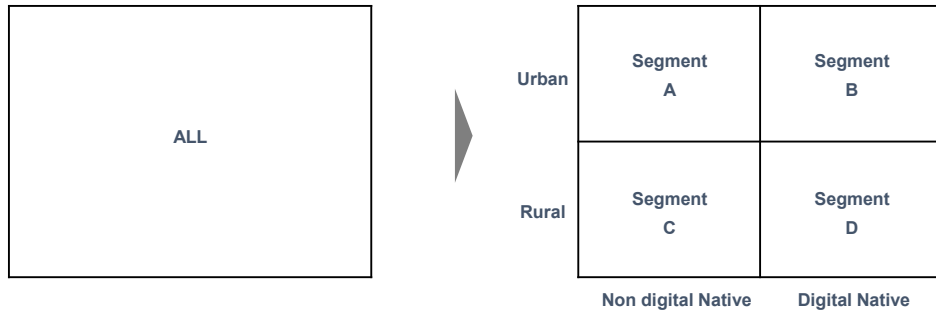 ALL
Urban
Segment
A
Segment
B
Rural
Segment
C
Segment
D
Non digital Native
Digital Native